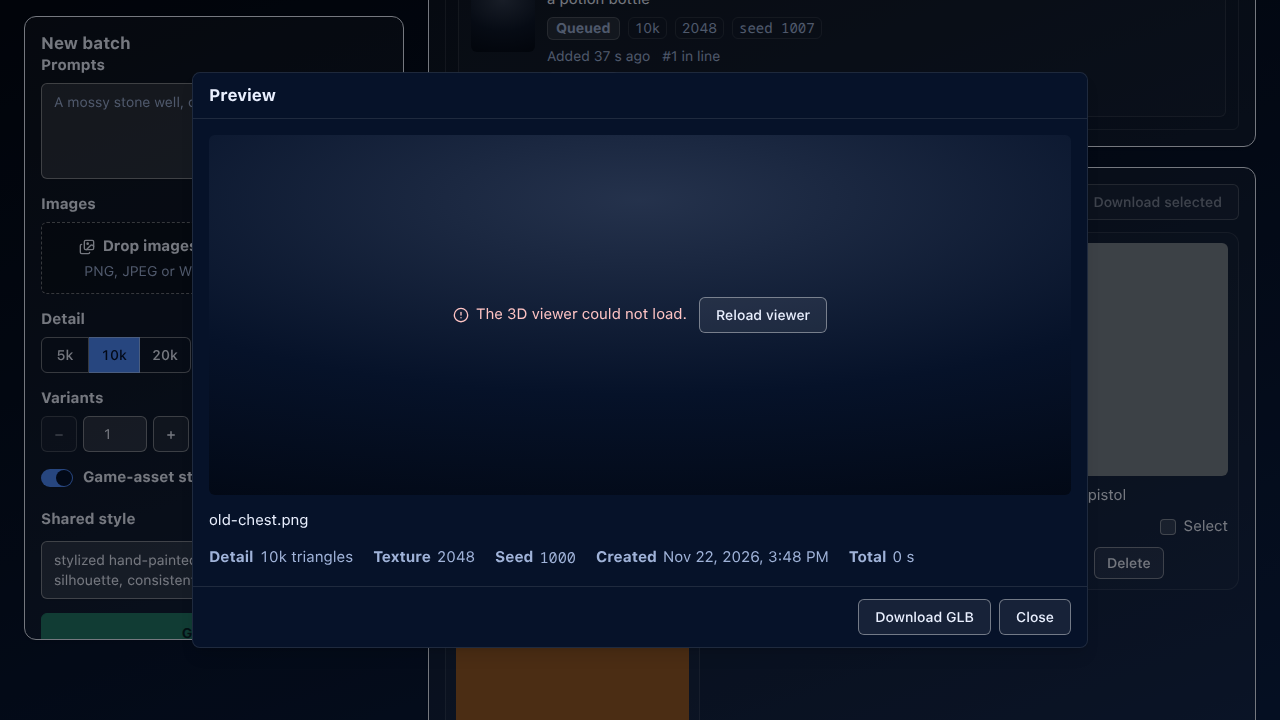 a potion bottle
Queued 10k 2048 seed 1007
Added 37 s ago #1 in line
New batch
Prompts
A mossy stone well,
Images
Drop images
PNG, JPEG or W
Detail
5k 10k 20k
Variants
− 1 +
Game-asset st
Shared style
stylized hand-painted
silhouette, consisten
G
Preview
The 3D viewer could not load. Reload viewer
old-chest.png
Detail 10k triangles Texture 2048 Seed 1000 Created Nov 22, 2026, 3:48 PM Total 0 s
Download GLB Close
Download selected
pistol
Select
Delete